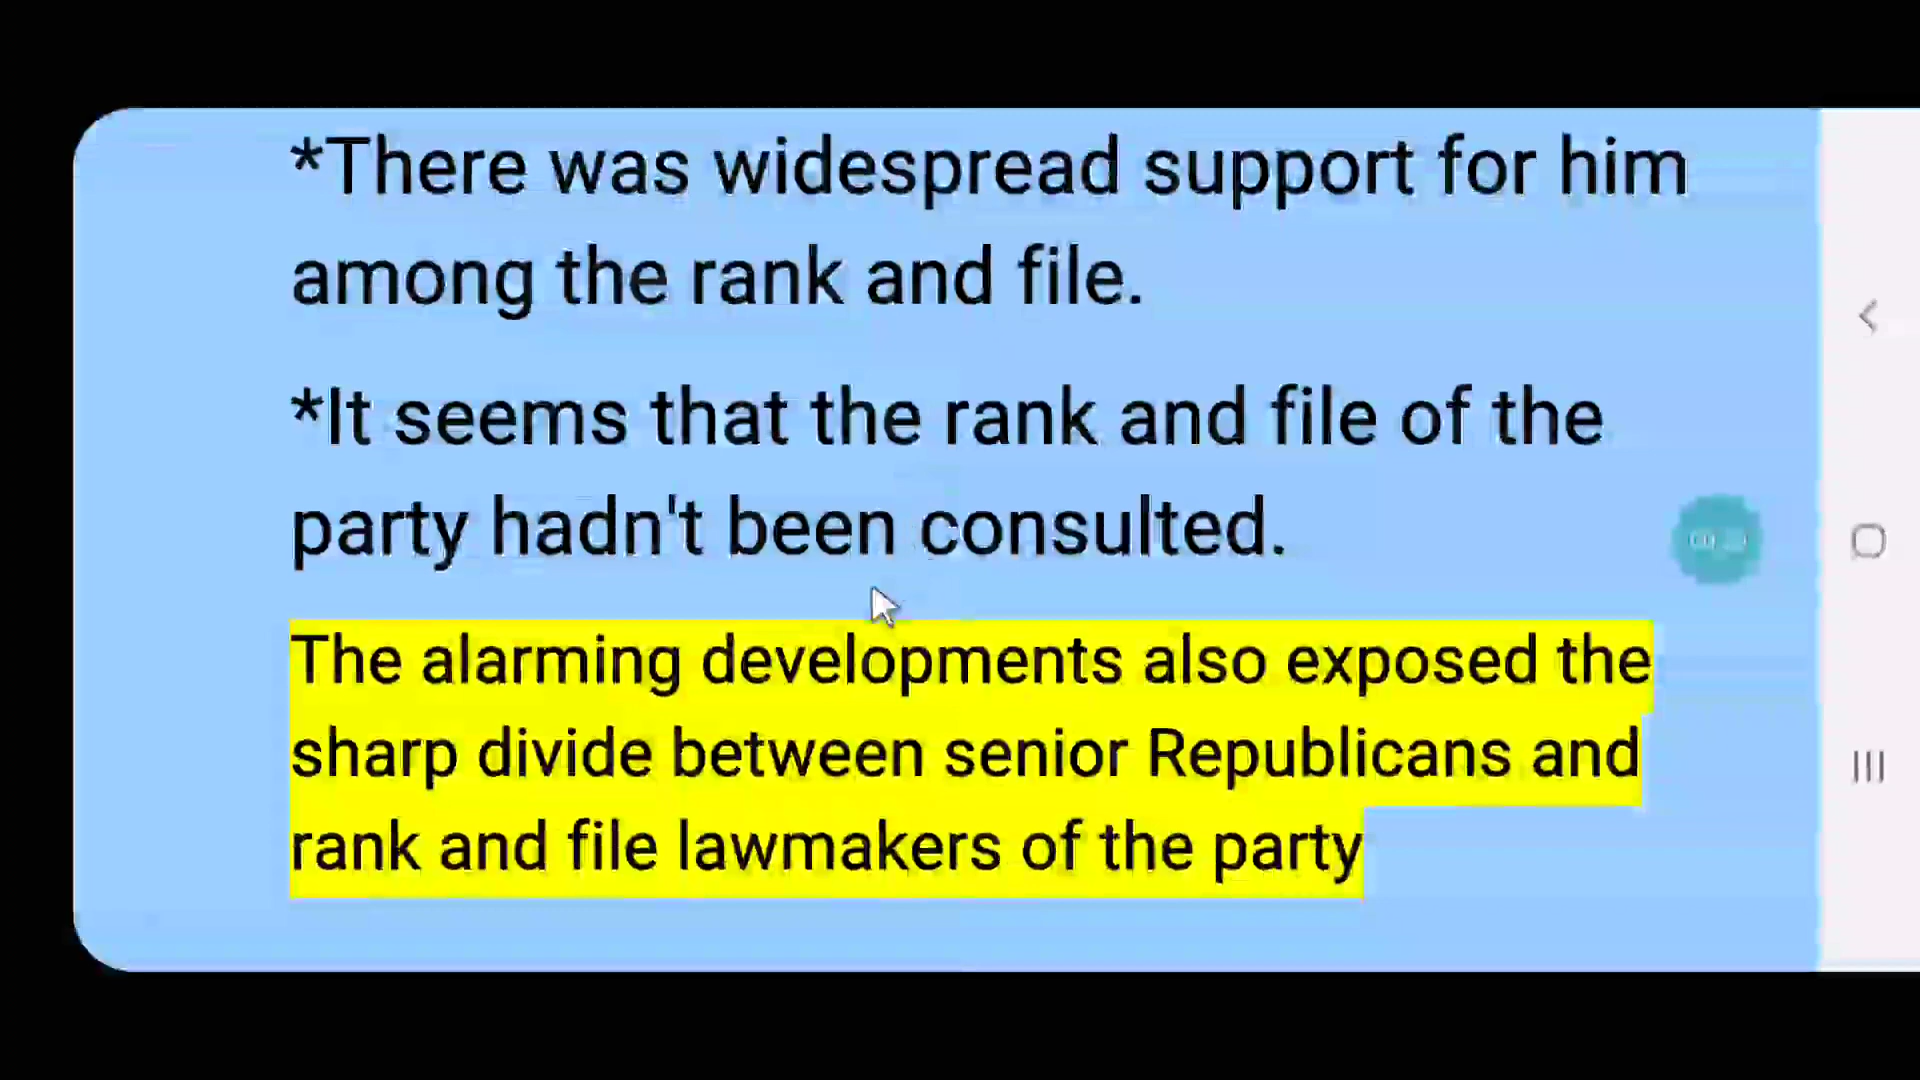 *There was widespread support for him
among the rank and file.
*It seems that the rank and file of the
party hadn't been consulted.
The alarming developments also exposed the
sharp divide between senior Republicans and
rank and file lawmakers of the party